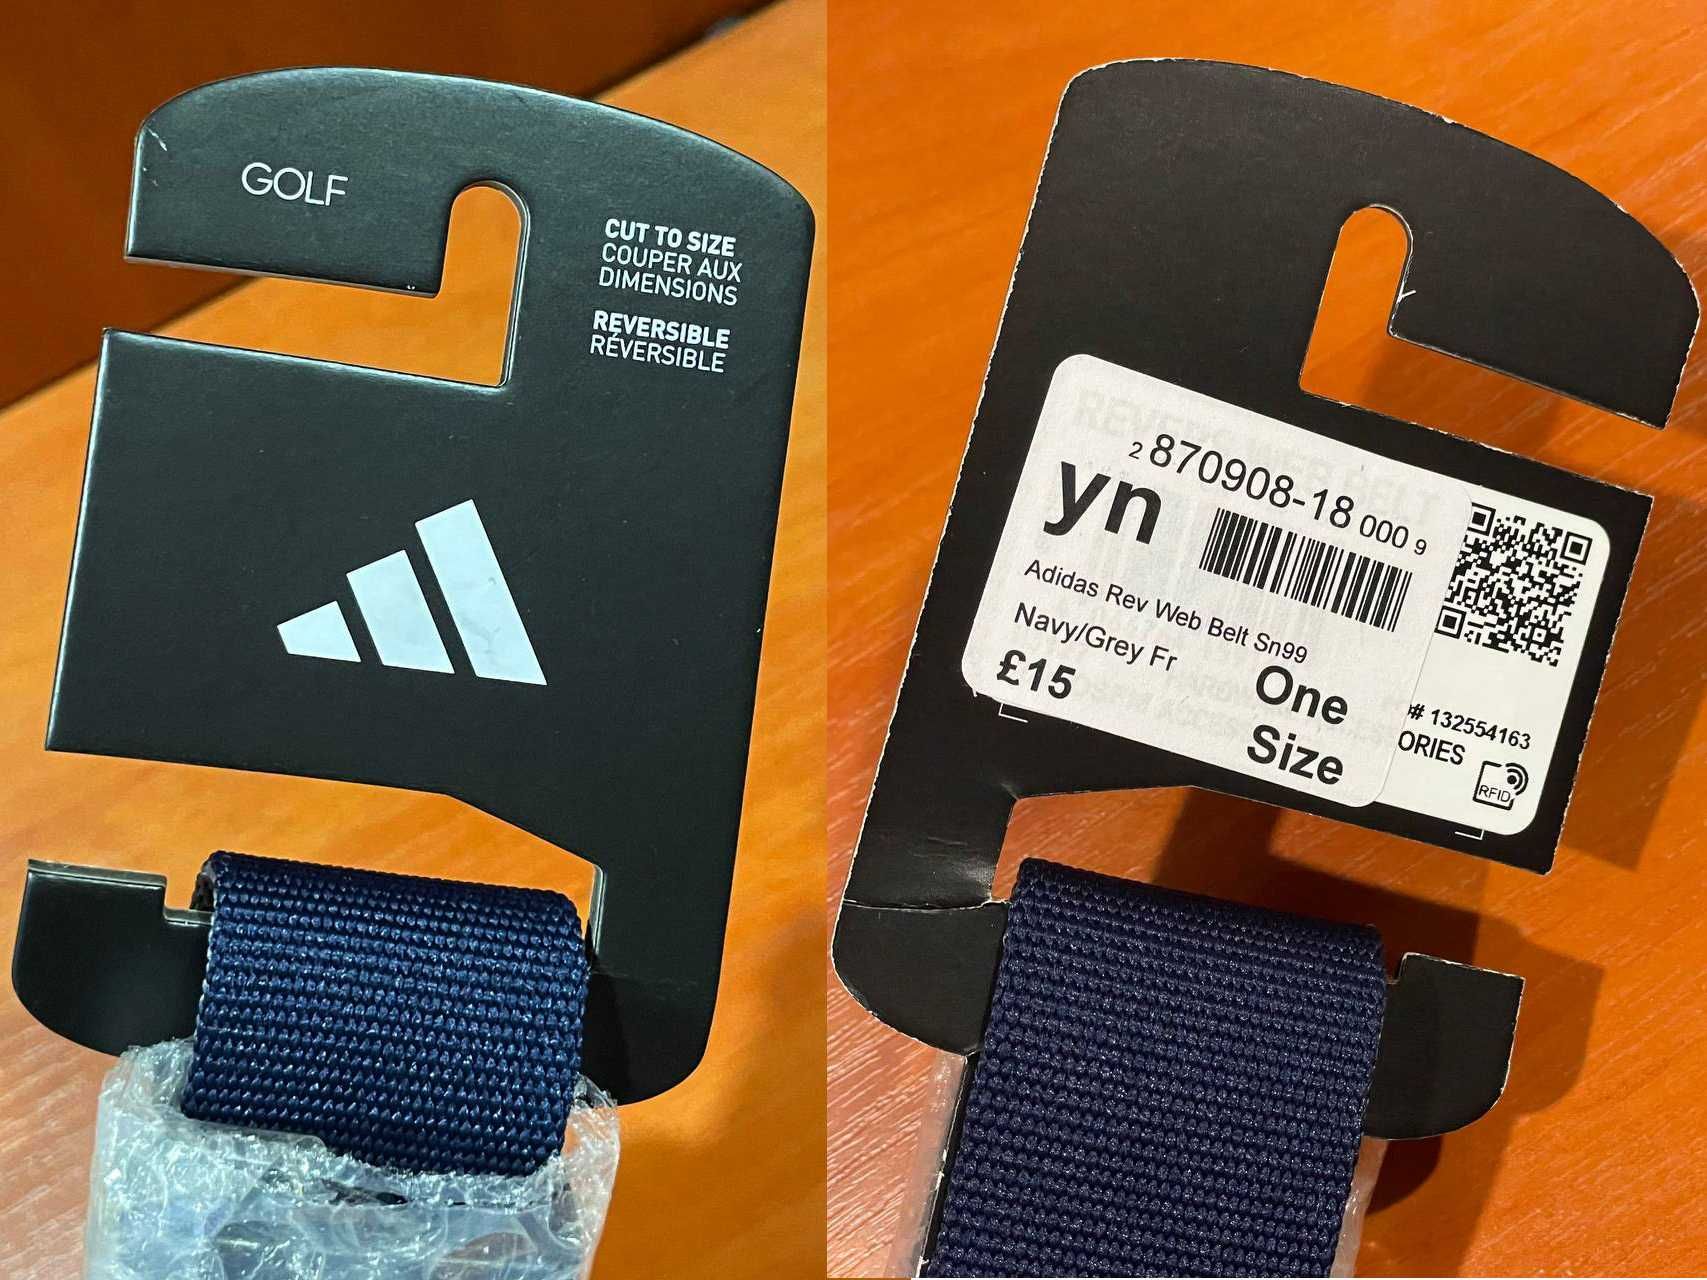 GOLF
CUT TO SIZE
COUPER AUX
DIMENSIONS
REVERSIBLE
RÉVERSIBLE
2 870908-18 000 9
yn
Adidas Rev Web Belt Sn99
Navy/Grey Fr
£15
One
Size
# 132554163
ORIES
RFID